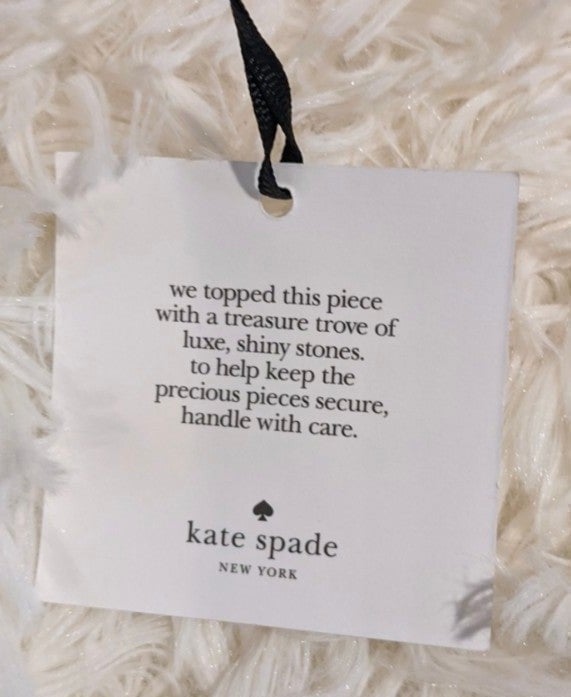 we topped this piece
with a treasure trove of
luxe, shiny stones.
to help keep the
precious pieces secure,
handle with care.
kate spade
NEW YORK